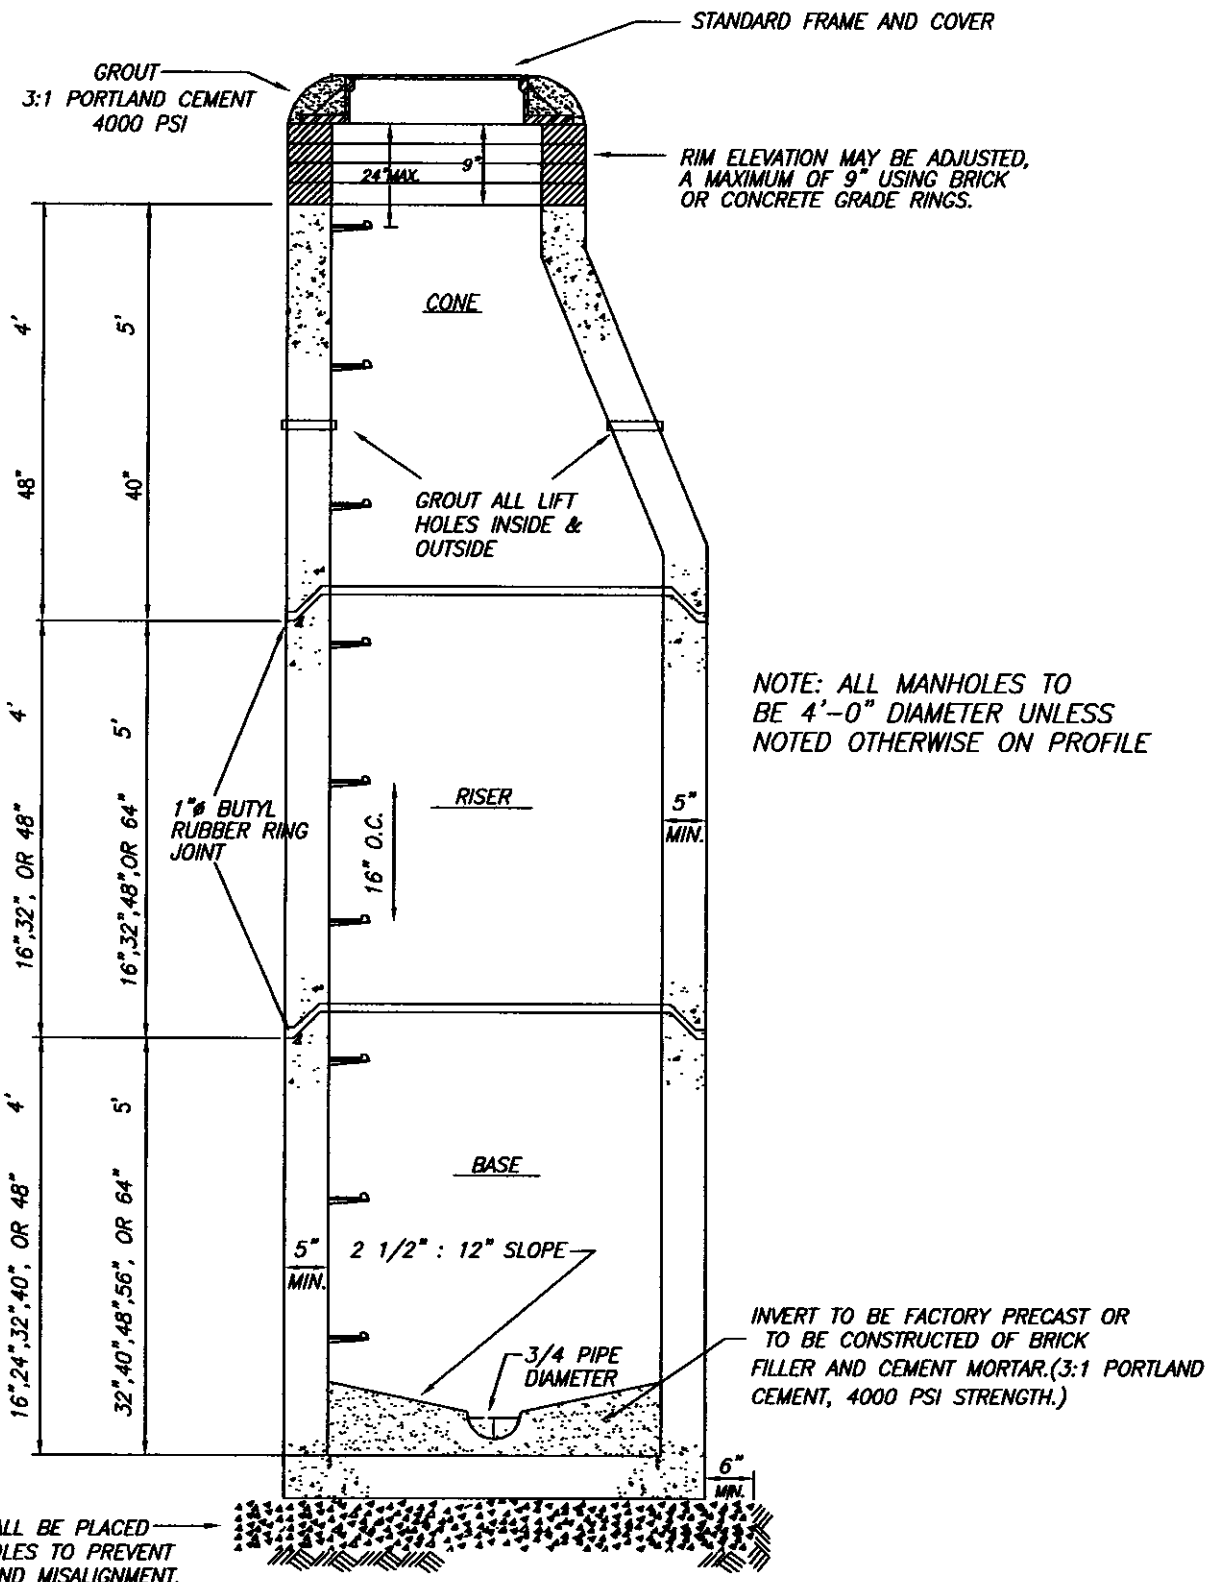 STANDARD FRAME AND COVER
GROUT
3:1 PORTLAND CEMENT
4000 PSI
24" MAX.
9"
RIM ELEVATION MAY BE ADJUSTED,
A MAXIMUM OF 9" USING BRICK
OR CONCRETE GRADE RINGS.
CONE
4'
5'
48"
40"
GROUT ALL LIFT
HOLES INSIDE &
OUTSIDE
NOTE: ALL MANHOLES TO
BE 4'-0" DIAMETER UNLESS
NOTED OTHERWISE ON PROFILE
4'
5'
16",32", OR 48"
16",32",48",OR 64"
1"ø BUTYL
RUBBER RING
JOINT
RISER
16" O.C.
5"
MIN.
4'
5'
16",24",32",40", OR 48"
32",40",48",56", OR 64"
BASE
5"
MIN.
2 1/2" : 12" SLOPE
3/4 PIPE
DIAMETER
INVERT TO BE FACTORY PRECAST OR
TO BE CONSTRUCTED OF BRICK
FILLER AND CEMENT MORTAR.(3:1 PORTLAND
CEMENT, 4000 PSI STRENGTH.)
6"
MIN.
BE PLACED
TO PREVENT
MISALIGNMENT.